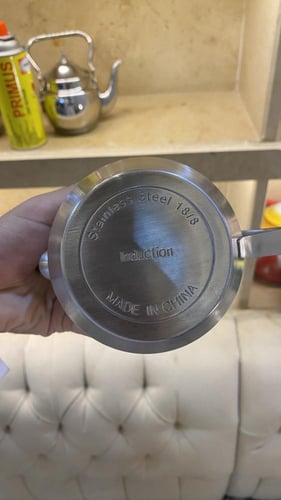 PRIMUS
Stainless Steel 18/8
Induction
MADE IN CHINA